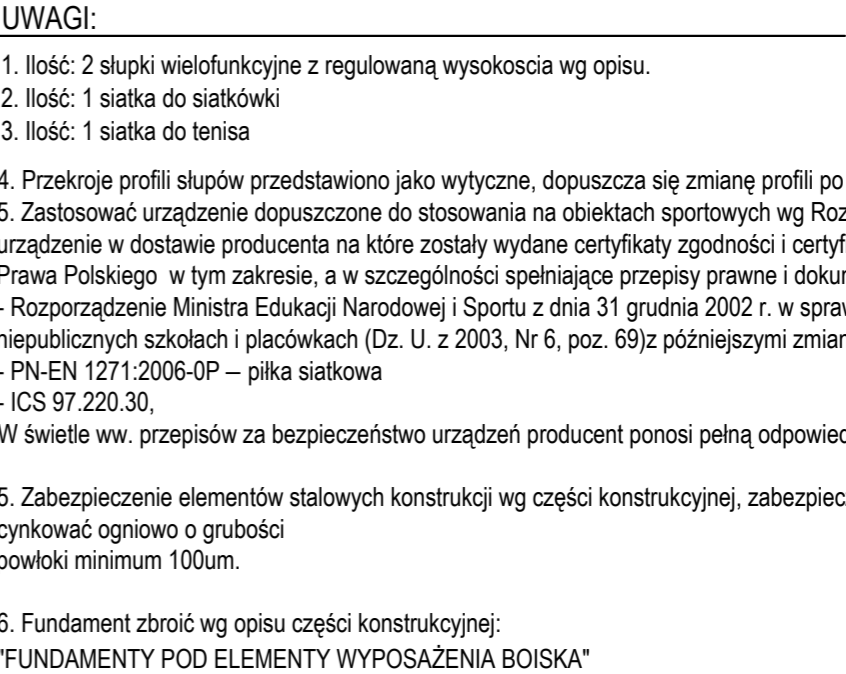 UWAGI:
1. Ilość: 2 słupki wielofunkcyjne z regulowaną wysokoscia wg opisu.
2. Ilość: 1 siatka do siatkówki
3. Ilość: 1 siatka do tenisa
4. Przekroje profili słupów przedstawiono jako wytyczne, dopuszcza się zmianę profili po
5. Zastosować urządzenie dopuszczone do stosowania na obiektach sportowych wg Roz
urządzenie w dostawie producenta na które zostały wydane certyfikaty zgodności i certyf
Prawa Polskiego w tym zakresie, a w szczególności spełniające przepisy prawne i dokum
- Rozporządzenie Ministra Edukacji Narodowej i Sportu z dnia 31 grudnia 2002 r. w spraw
niepublicznych szkołach i placówkach (Dz. U. z 2003, Nr 6, poz. 69)z późniejszymi zmian
- PN-EN 1271:2006-0P – piłka siatkowa
- ICS 97.220.30,
W świetle ww. przepisów za bezpieczeństwo urządzeń producent ponosi pełną odpowied
5. Zabezpieczenie elementów stalowych konstrukcji wg części konstrukcyjnej, zabezpiecz
cynkować ogniowo o grubości
powłoki minimum 100um.
6. Fundament zbroić wg opisu części konstrukcyjnej:
"FUNDAMENTY POD ELEMENTY WYPOSAŻENIA BOISKA"